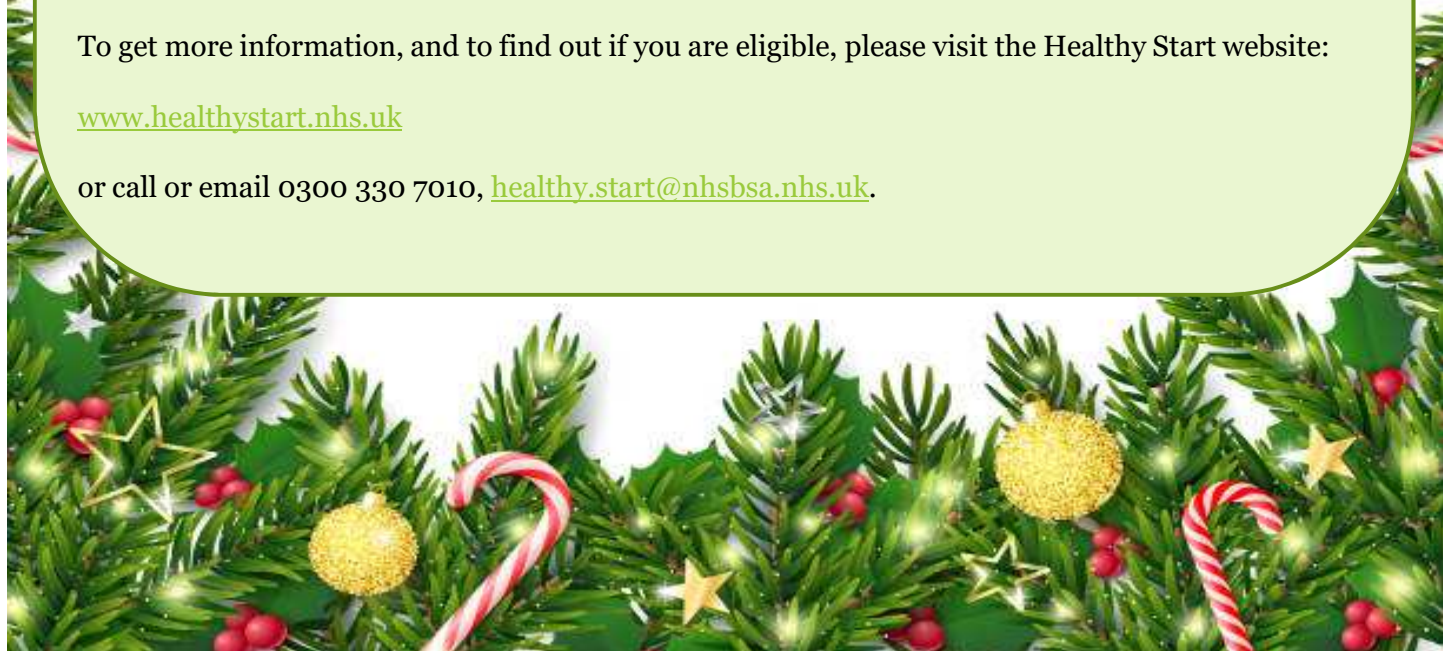 To get more information, and to find out if you are eligible, please visit the Healthy Start website:
www.healthystart.nhs.uk
or call or email 0300 330 7010, healthy.start@nhsbsa.nhs.uk.